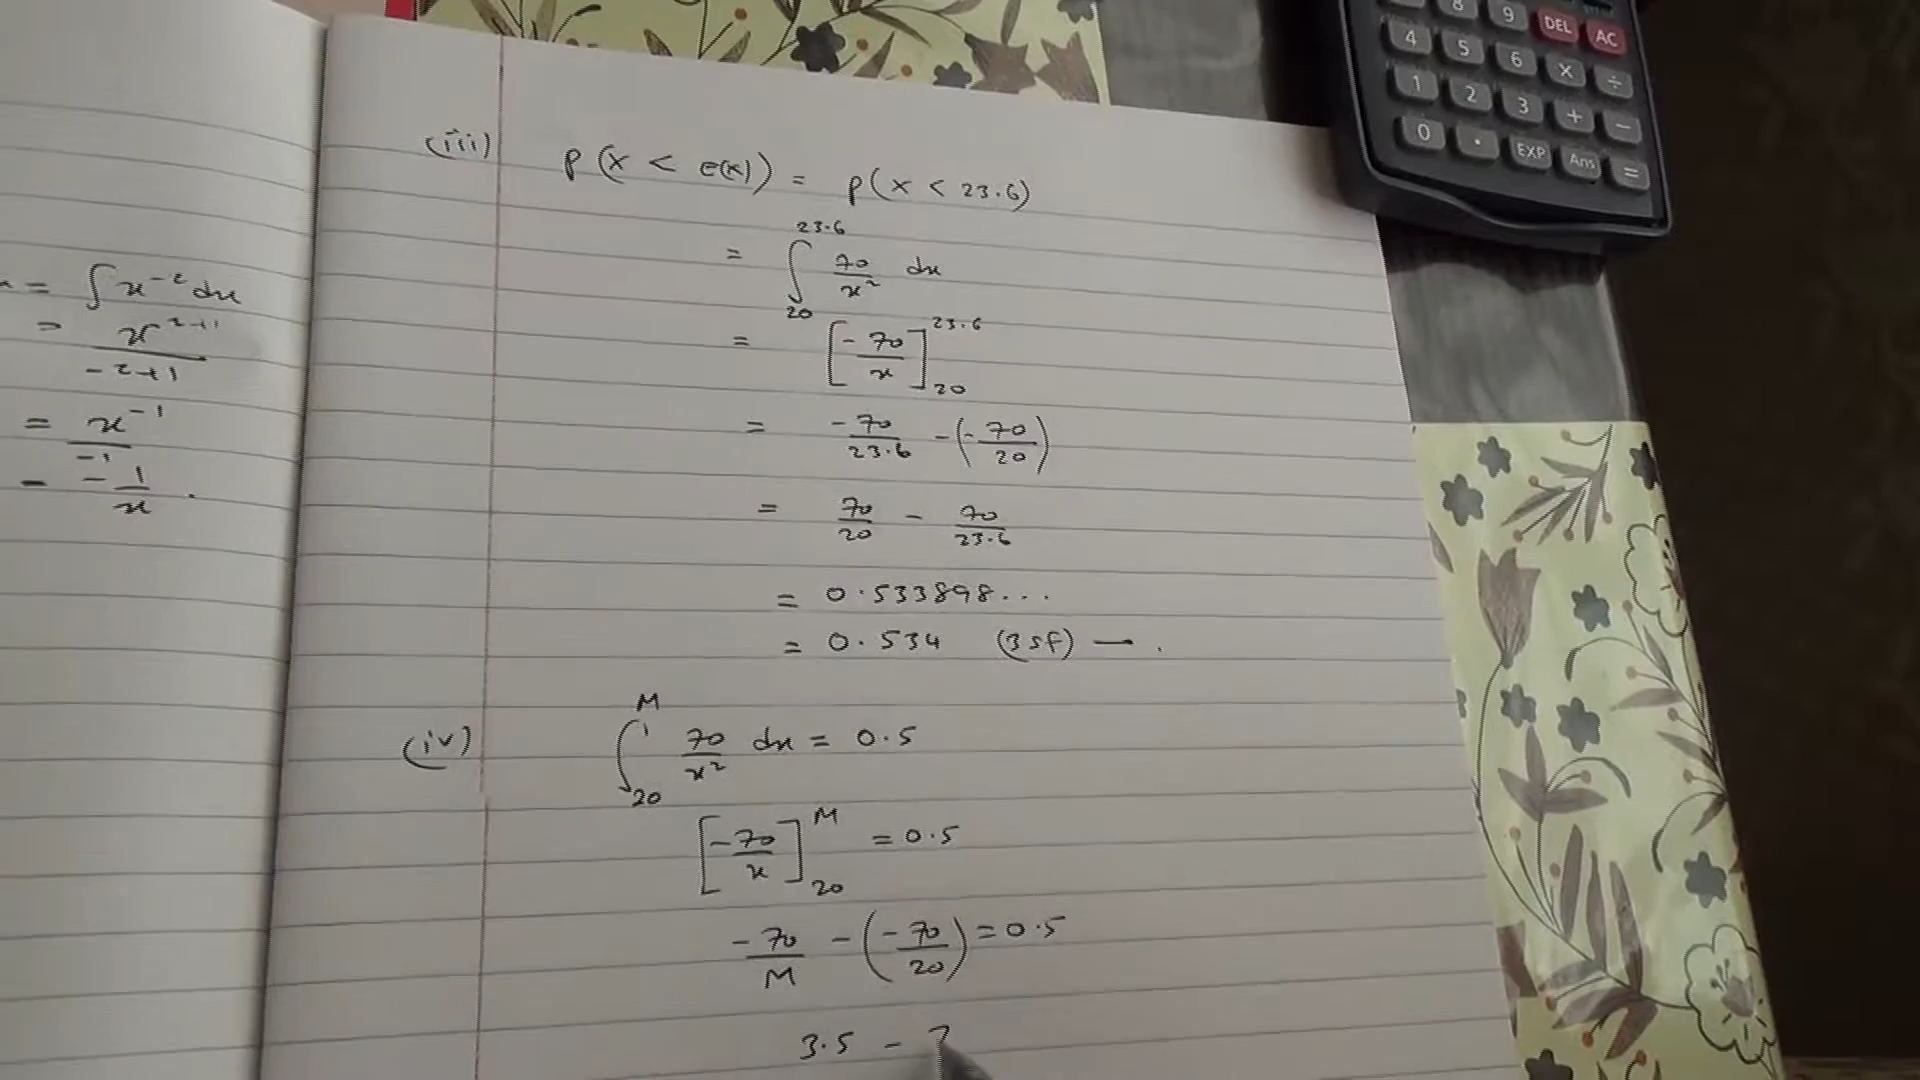 = ∫ x⁻² dx
= x²⁺¹ / -2+1
= x⁻¹ / -1
- -1/x .
(iii) P(X < E(X)) = P(X < 23.6)
= ∫₂₀^23.6 70/x² dx
= [-70/x]₂₀^23.6
= -70/23.6 - (-70/20)
= 70/20 - 70/23.6
= 0.533898...
= 0.534 (3sf) — .
(iv) ∫₂₀^M 70/x² dx = 0.5
[-70/x]₂₀^M = 0.5
-70/M - (-70/20) = 0.5
3.5 -
8 9 DEL AC
4 5 6 × ÷
1 2 3 + −
0 . EXP Ans =